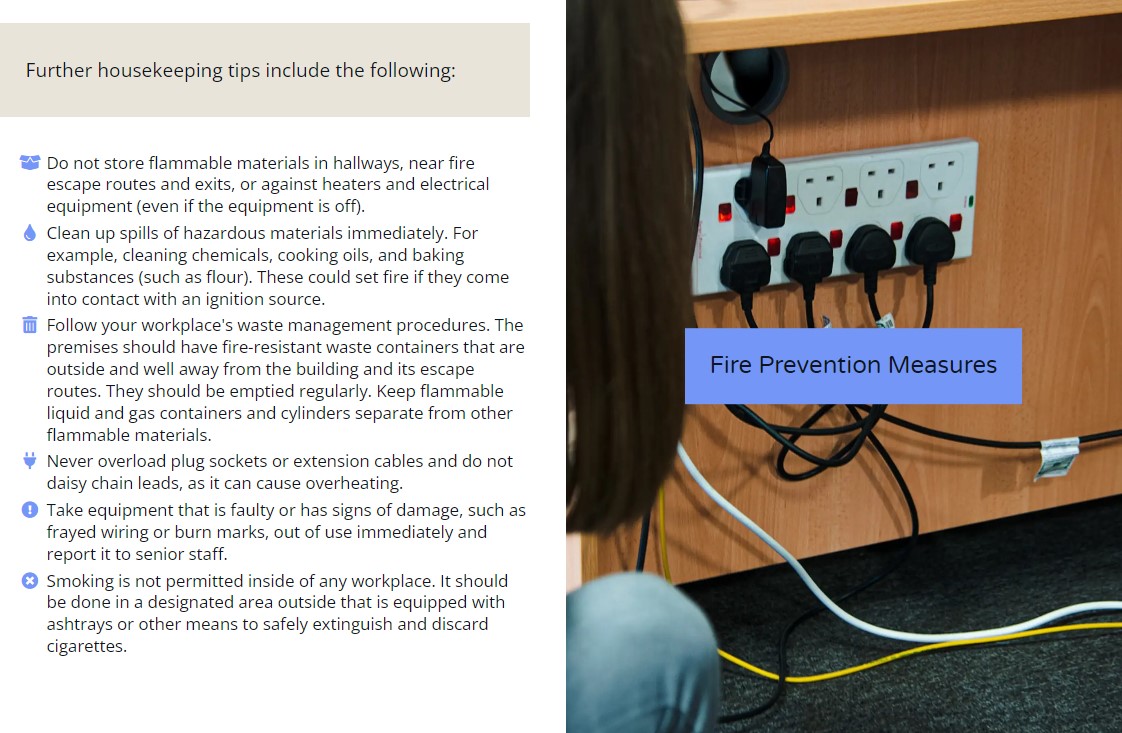 Further housekeeping tips include the following:
Do not store flammable materials in hallways, near fire
escape routes and exits, or against heaters and electrical
equipment (even if the equipment is off).
Clean up spills of hazardous materials immediately. For
example, cleaning chemicals, cooking oils, and baking
substances (such as flour). These could set fire if they come
into contact with an ignition source.
Follow your workplace's waste management procedures. The
premises should have fire-resistant waste containers that are
outside and well away from the building and its escape
routes. They should be emptied regularly. Keep flammable
liquid and gas containers and cylinders separate from other
flammable materials.
Never overload plug sockets or extension cables and do not
daisy chain leads, as it can cause overheating.
Take equipment that is faulty or has signs of damage, such as
frayed wiring or burn marks, out of use immediately and
report it to senior staff.
Smoking is not permitted inside of any workplace. It should
be done in a designated area outside that is equipped with
ashtrays or other means to safely extinguish and discard
cigarettes.
Fire Prevention Measures